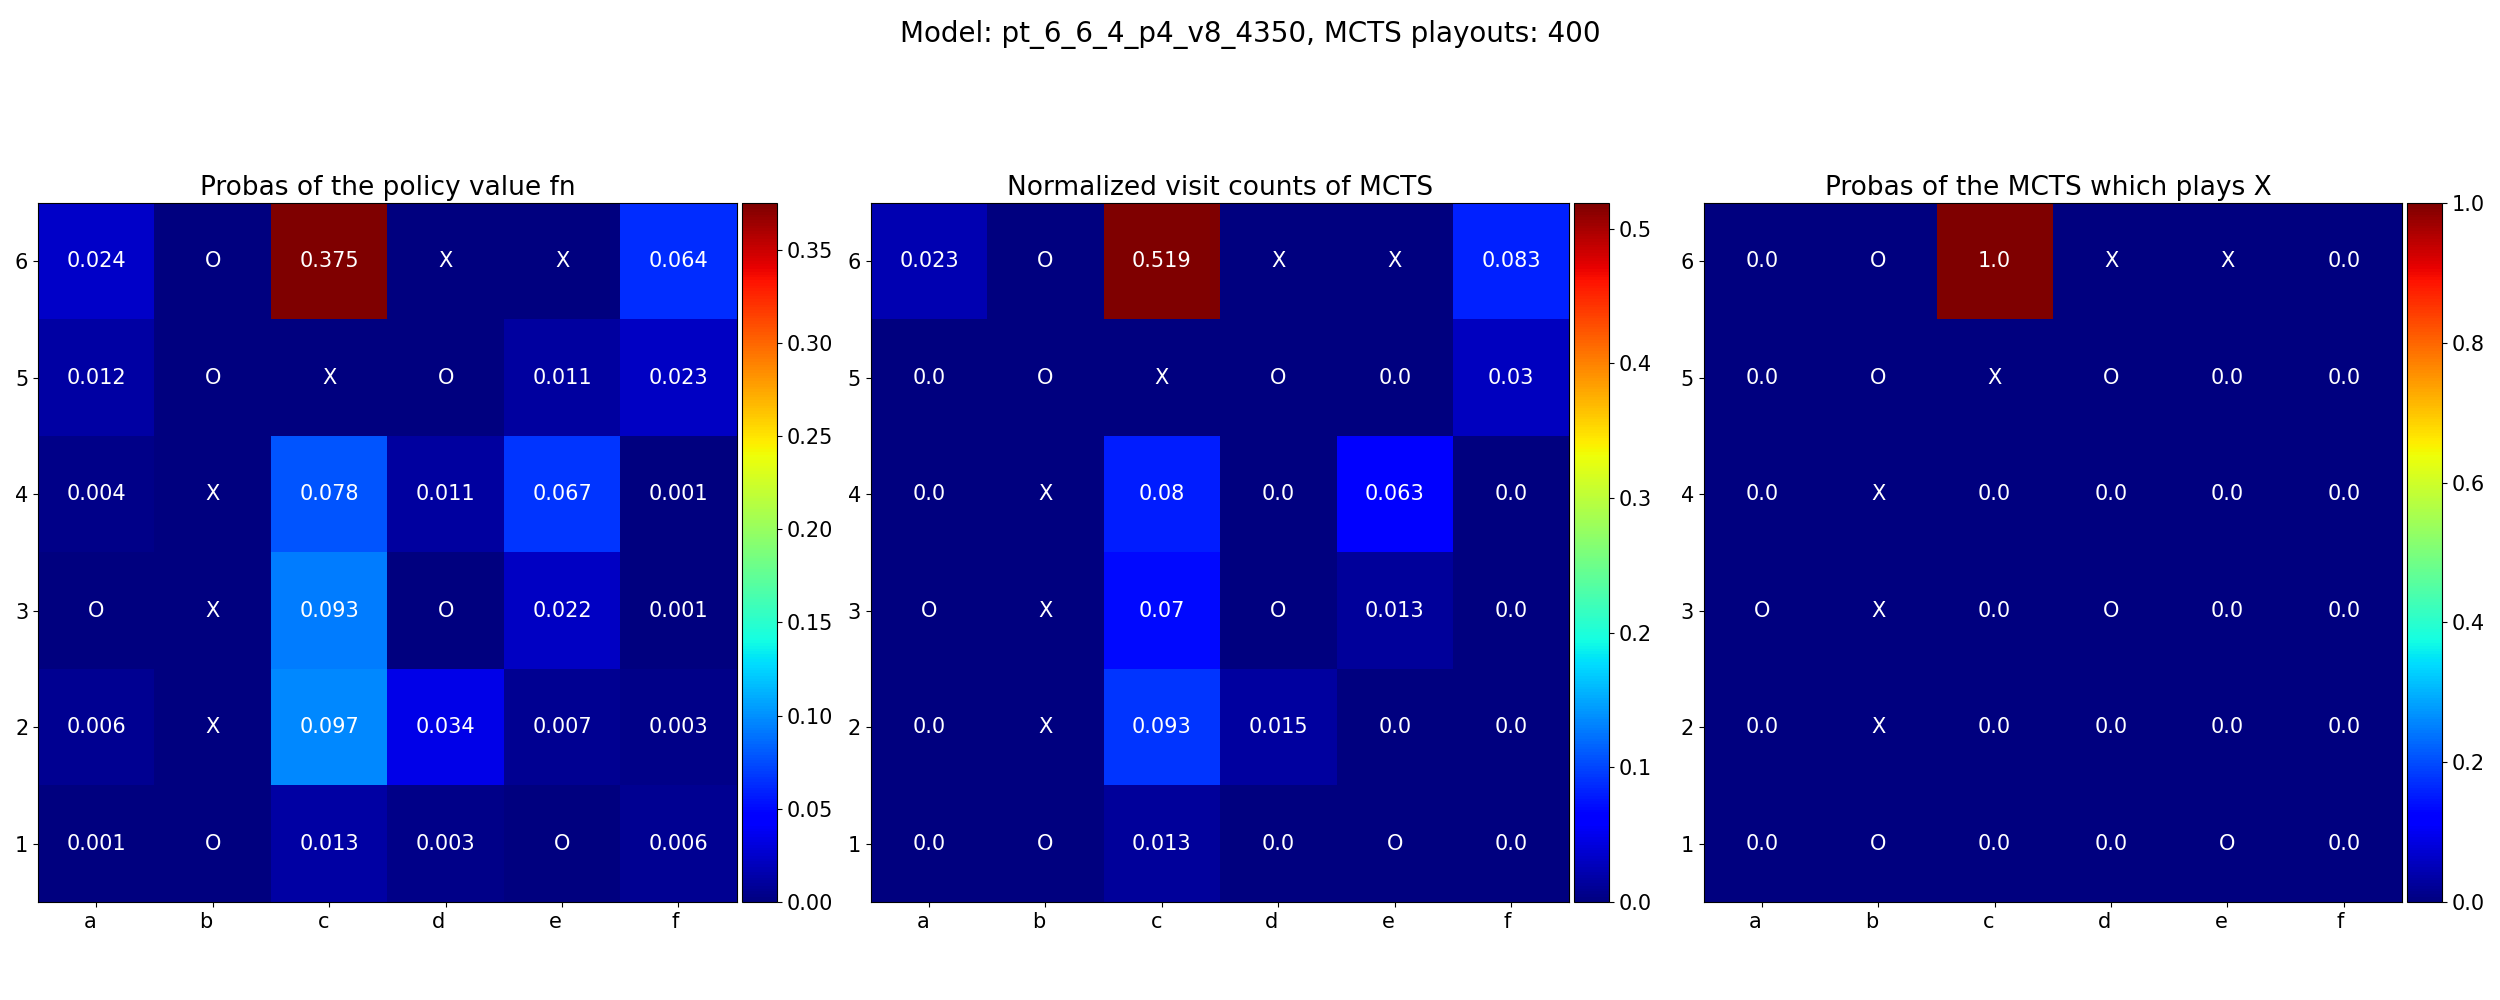 Model: pt_6_6_4_p4_v8_4350, MCTS playouts: 400
Probas of the policy value fn
6 0.024 O 0.375 X X 0.064
5 0.012 O X O 0.011 0.023
4 0.004 X 0.078 0.011 0.067 0.001
3 O X 0.093 O 0.022 0.001
2 0.006 X 0.097 0.034 0.007 0.003
1 0.001 O 0.013 0.003 O 0.006
a b c d e f
0.35
0.30
0.25
0.20
0.15
0.10
0.05
0.00
Normalized visit counts of MCTS
6 0.023 O 0.519 X X 0.083
5 0.0 O X O 0.0 0.03
4 0.0 X 0.08 0.0 0.063 0.0
3 O X 0.07 O 0.013 0.0
2 0.0 X 0.093 0.015 0.0 0.0
1 0.0 O 0.013 0.0 O 0.0
a b c d e f
0.5
0.4
0.3
0.2
0.1
0.0
Probas of the MCTS which plays X
6 0.0 O 1.0 X X 0.0
5 0.0 O X O 0.0 0.0
4 0.0 X 0.0 0.0 0.0 0.0
3 O X 0.0 O 0.0 0.0
2 0.0 X 0.0 0.0 0.0 0.0
1 0.0 O 0.0 0.0 O 0.0
a b c d e f
1.0
0.8
0.6
0.4
0.2
0.0